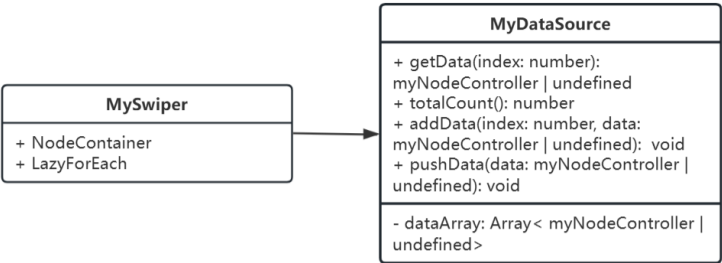 MySwiper
+ NodeContainer
+ LazyForEach
MyDataSource
+ getData(index: number):
myNodeController | undefined
+ totalCount(): number
+ addData(index: number, data:
myNodeController | undefined): void
+ pushData(data: myNodeController |
undefined): void
- dataArray: Array< myNodeController |
undefined>